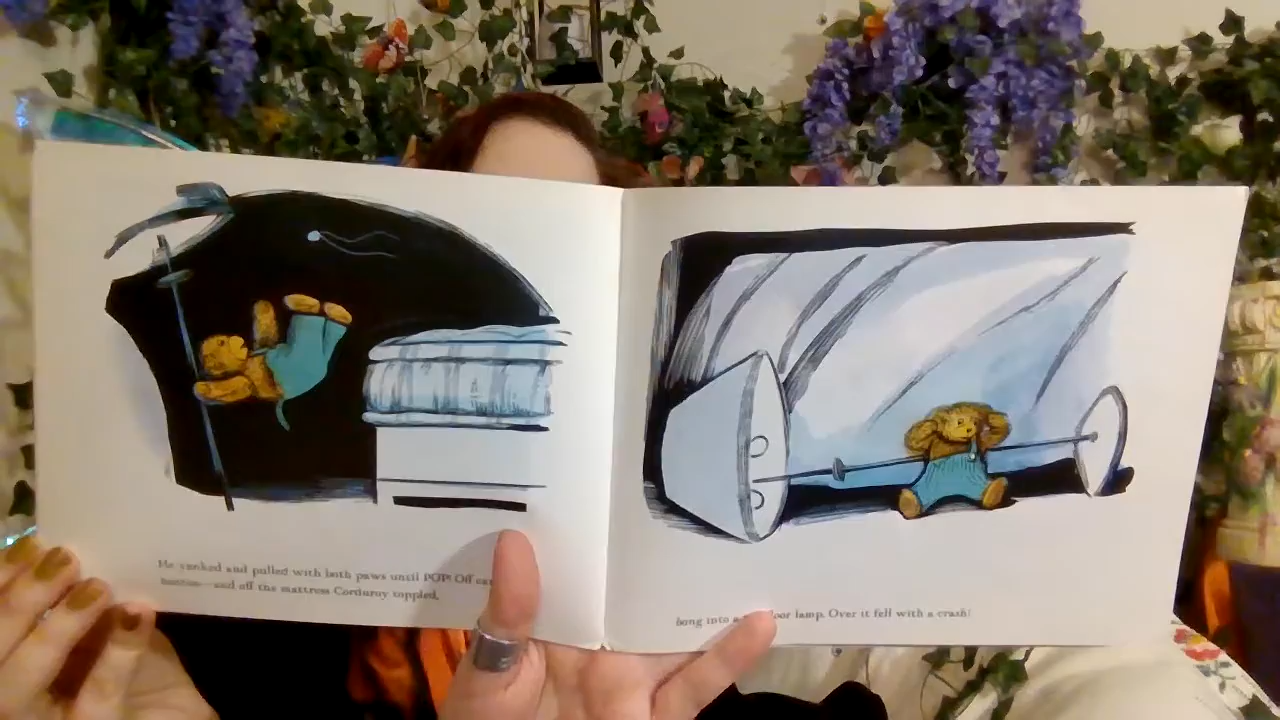 He yanked and pulled with both paws until POP! Off
button—and off the mattress Corduroy toppled,
bang into a lamp. Over it fell with a crash!